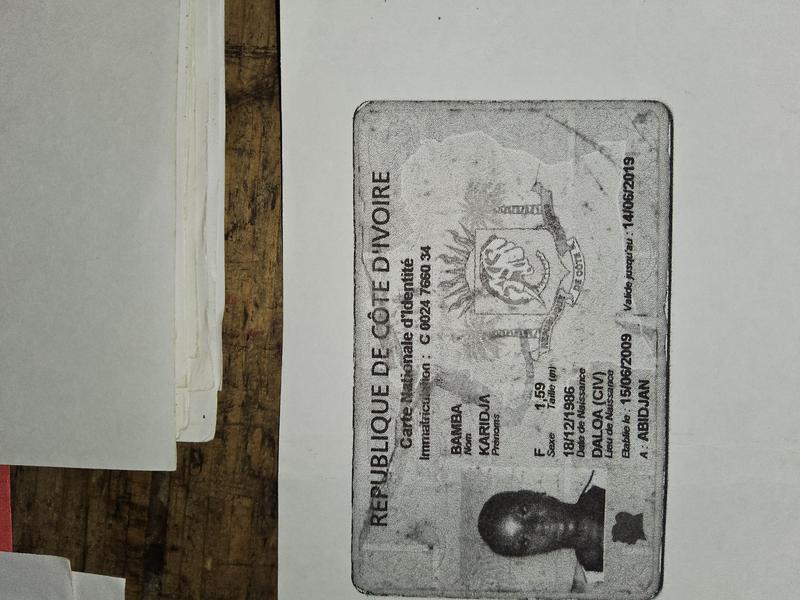 REPUBLIQUE DE CÔTE D'IVOIRE
Carte Nationale d'Identité
Immatriculation : C 0024 7660 34
BAMBA
Nom
KARIDJA
Prénoms
F 1,59
Sexe Taille (m)
18/12/1986
Date de Naissance
DALOA (CIV)
Lieu de Naissance
Etablie le : 15/06/2009 Valide jusqu'au : 14/06/2019
A : ABIDJAN
DE CÔTE